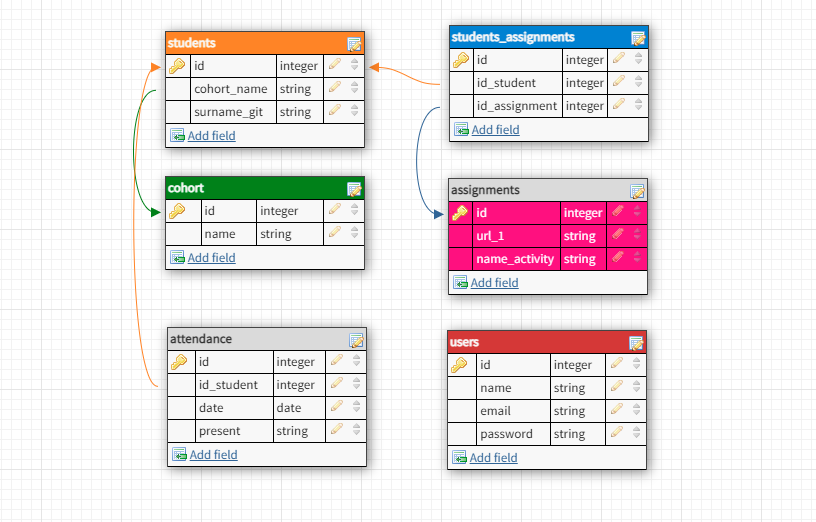 students
id integer
cohort_name string
surname_git string
Add field
students_assignments
id integer
id_student integer
id_assignment integer
Add field
cohort
id integer
name string
Add field
assignments
id integer
url_1 string
name_activity string
Add field
attendance
id integer
id_student integer
date date
present string
Add field
users
id integer
name string
email string
password string
Add field